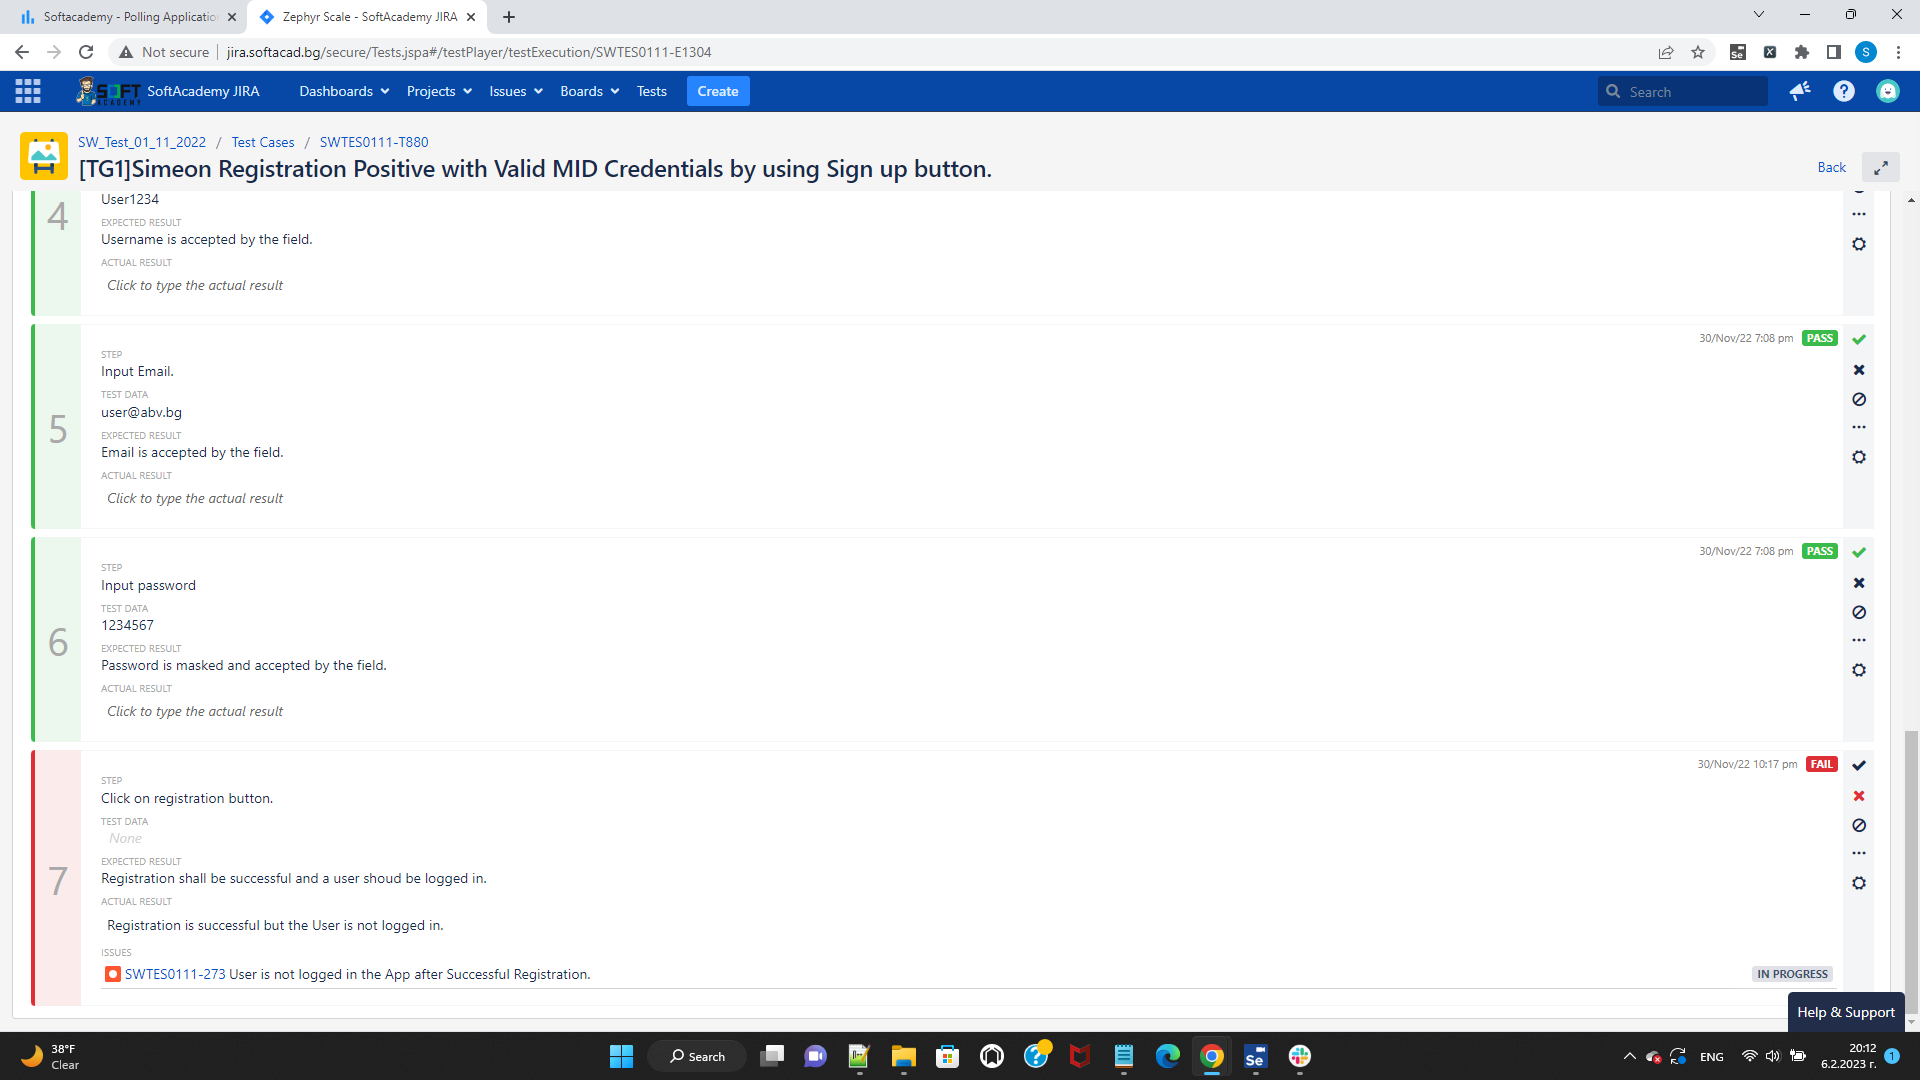 Softacademy - Polling Applicatio
Zephyr Scale - SoftAcademy JIRA
Not secure
jira.softacad.bg/secure/Tests.jspa#/testPlayer/testExecution/SWTES0111-E1304
Se
X
S
SOFT
ACADEMY
SoftAcademy JIRA
Dashboards
Projects
Issues
Boards
Tests
Create
Search
SW_Test_01_11_2022 / Test Cases / SWTES0111-T880
[TG1]Simeon Registration Positive with Valid MID Credentials by using Sign up button.
Back
4
User1234
EXPECTED RESULT
Username is accepted by the field.
ACTUAL RESULT
Click to type the actual result
5
30/Nov/22 7:08 pm PASS
STEP
Input Email.
TEST DATA
user@abv.bg
EXPECTED RESULT
Email is accepted by the field.
ACTUAL RESULT
Click to type the actual result
6
30/Nov/22 7:08 pm PASS
STEP
Input password
TEST DATA
1234567
EXPECTED RESULT
Password is masked and accepted by the field.
ACTUAL RESULT
Click to type the actual result
7
30/Nov/22 10:17 pm FAIL
STEP
Click on registration button.
TEST DATA
None
EXPECTED RESULT
Registration shall be successful and a user shoud be logged in.
ACTUAL RESULT
Registration is successful but the User is not logged in.
ISSUES
SWTES0111-273 User is not logged in the App after Successful Registration.
IN PROGRESS
Help & Support
38°F
Clear
Search
Se
ENG
20:12
6.2.2023 г.
1